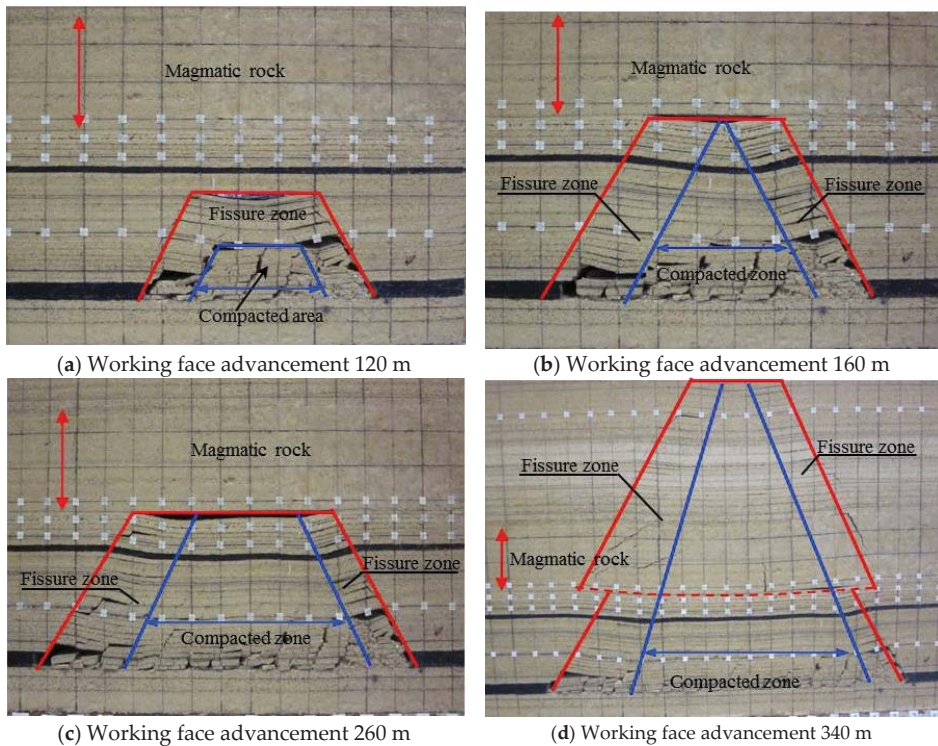 Magmatic rock
Fissure zone
Compacted area
(a) Working face advancement 120 m
Magmatic rock
Fissure zone
Fissure zone
Compacted zone
(b) Working face advancement 160 m
Magmatic rock
Fissure zone
Fissure zone
Compacted zone
(c) Working face advancement 260 m
Fissure zone
Fissure zone
Magmatic rock
Compacted zone
(d) Working face advancement 340 m